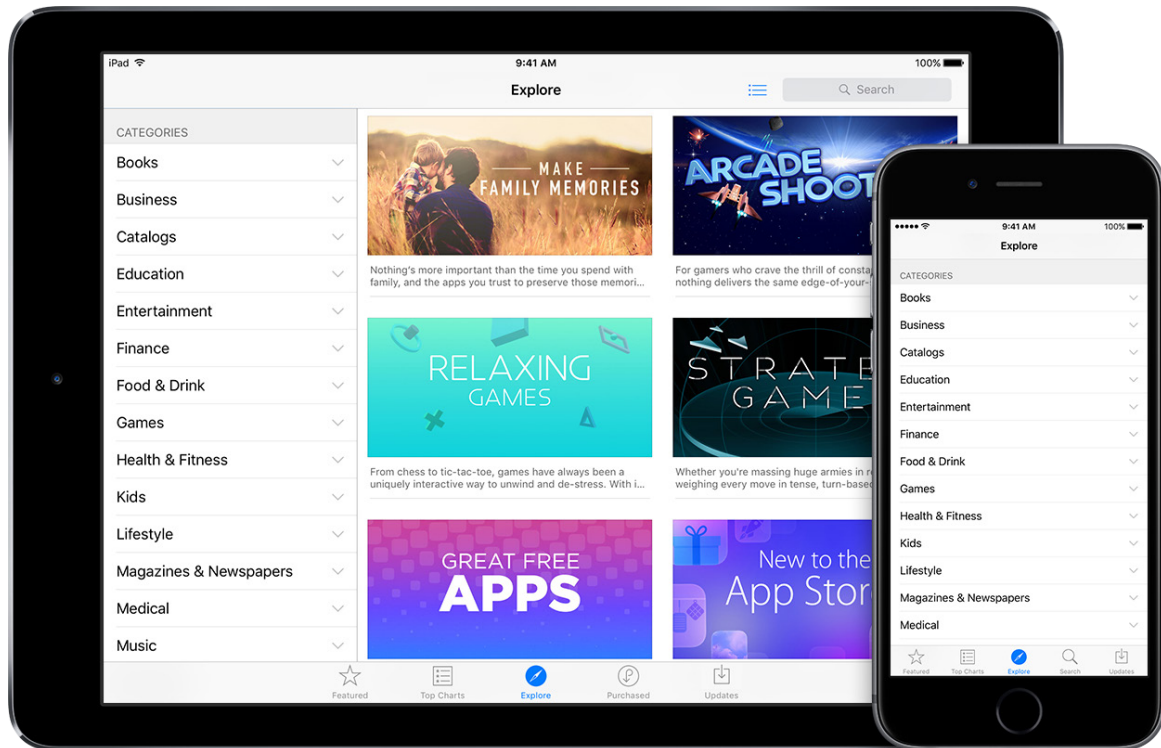 iPad
9:41 AM
100%
Explore
Search
CATEGORIES
Books
Business
Catalogs
Education
Entertainment
Finance
Food & Drink
Games
Health & Fitness
Kids
Lifestyle
Magazines & Newspapers
Medical
Music
MAKE
FAMILY MEMORIES
Nothing's more important than the time you spend with
family, and the apps you trust to preserve those memori...
ARCADE
SHOOT
For gamers who crave the thrill of consta
nothing delivers the same edge-of-your-
RELAXING
GAMES
From chess to tic-tac-toe, games have always been a
uniquely interactive way to unwind and de-stress. With i...
STRATE
GAME
Whether you're massing huge armies in re
weighing every move in tense, turn-based
GREAT FREE
APPS
New to the
App Stor
Featured
Top Charts
Explore
Purchased
Updates
9:41 AM
100%
Explore
CATEGORIES
Books
Business
Catalogs
Education
Entertainment
Finance
Food & Drink
Games
Health & Fitness
Kids
Lifestyle
Magazines & Newspapers
Medical
Featured
Top Charts
Explore
Search
Updates